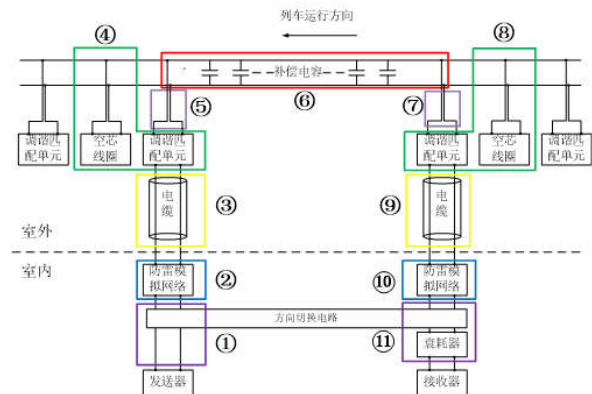 列车运行方向
④
⑧
补偿电容
⑤
⑥
⑦
调谐匹
配单元
空芯
线圈
调谐匹
配单元
调谐匹
配单元
空芯
线圈
调谐匹
配单元
电
缆
③
⑨
电
缆
室外
室内
防雷模
拟网络
②
⑩
防雷模
拟网络
方向切换电路
①
⑪
衰耗器
发送器
接收器